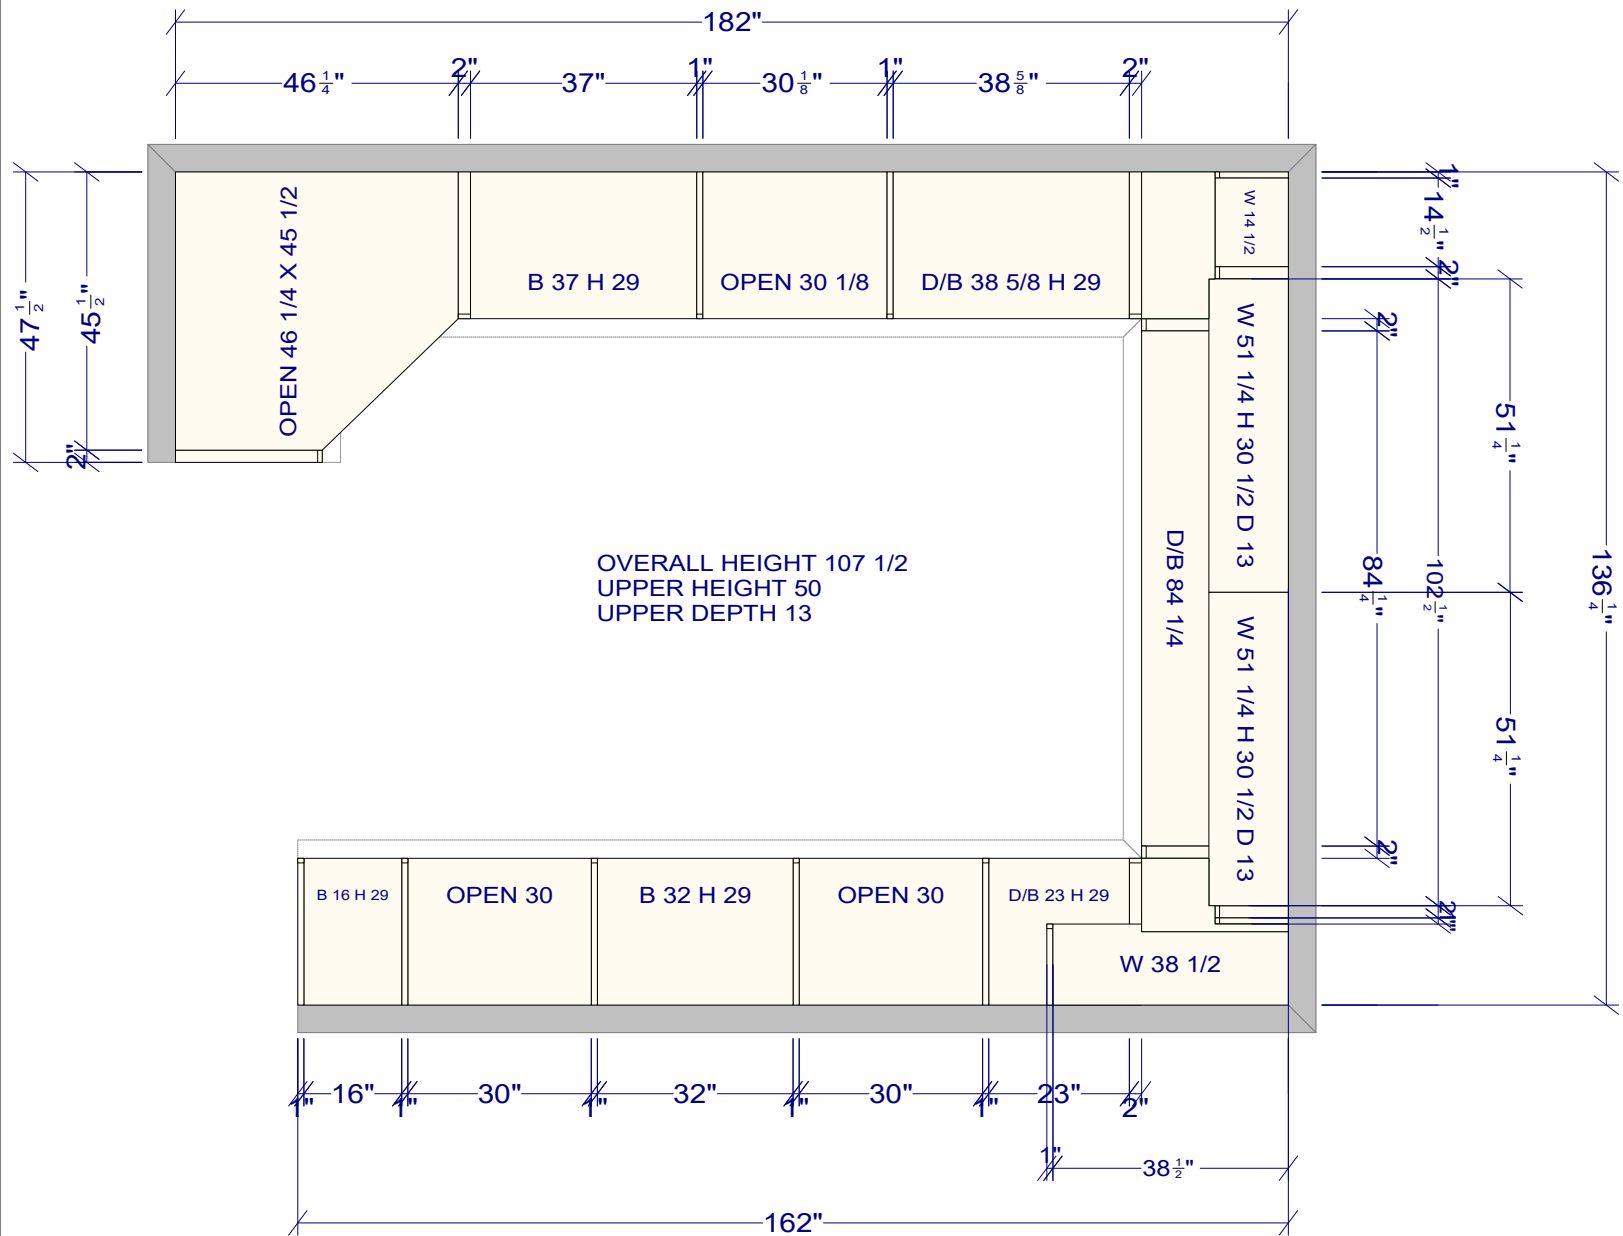 182"
46 1/4"
2"
37"
1"
30 1/8"
1"
38 5/8"
2"
47 1/2"
45 1/2"
2"
OPEN 46 1/4 X 45 1/2
B 37 H 29
OPEN 30 1/8
D/B 38 5/8 H 29
W 14 1/2
1"
14 1/2"
2"
W 51 1/4 H 30 1/2 D 13
2"
51 1/4"
D/B 84 1/4
84 1/4"
102 1/2"
136 1/4"
OVERALL HEIGHT 107 1/2
UPPER HEIGHT 50
UPPER DEPTH 13
W 51 1/4 H 30 1/2 D 13
51 1/4"
2"
2"
1"
B 16 H 29
OPEN 30
B 32 H 29
OPEN 30
D/B 23 H 29
W 38 1/2
1"
16"
1"
30"
1"
32"
1"
30"
1"
23"
2"
1"
38 1/2"
162"